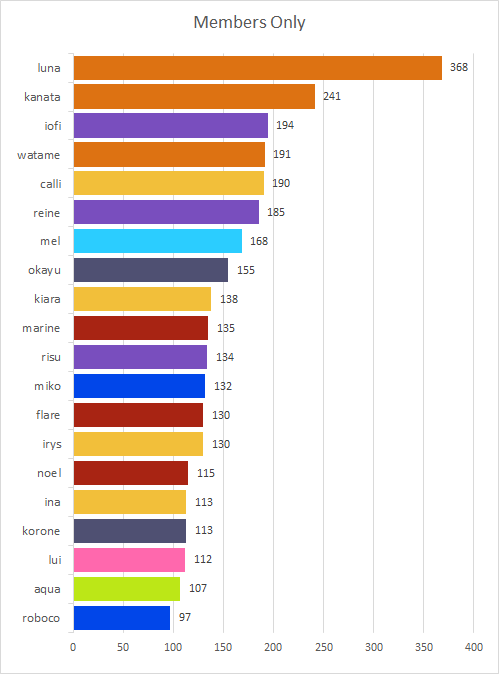 Members Only
luna 368
kanata 241
iofi 194
watame 191
calli 190
reine 185
mel 168
okayu 155
kiara 138
marine 135
risu 134
miko 132
flare 130
irys 130
noel 115
ina 113
korone 113
lui 112
aqua 107
roboco 97
0 50 100 150 200 250 300 350 400